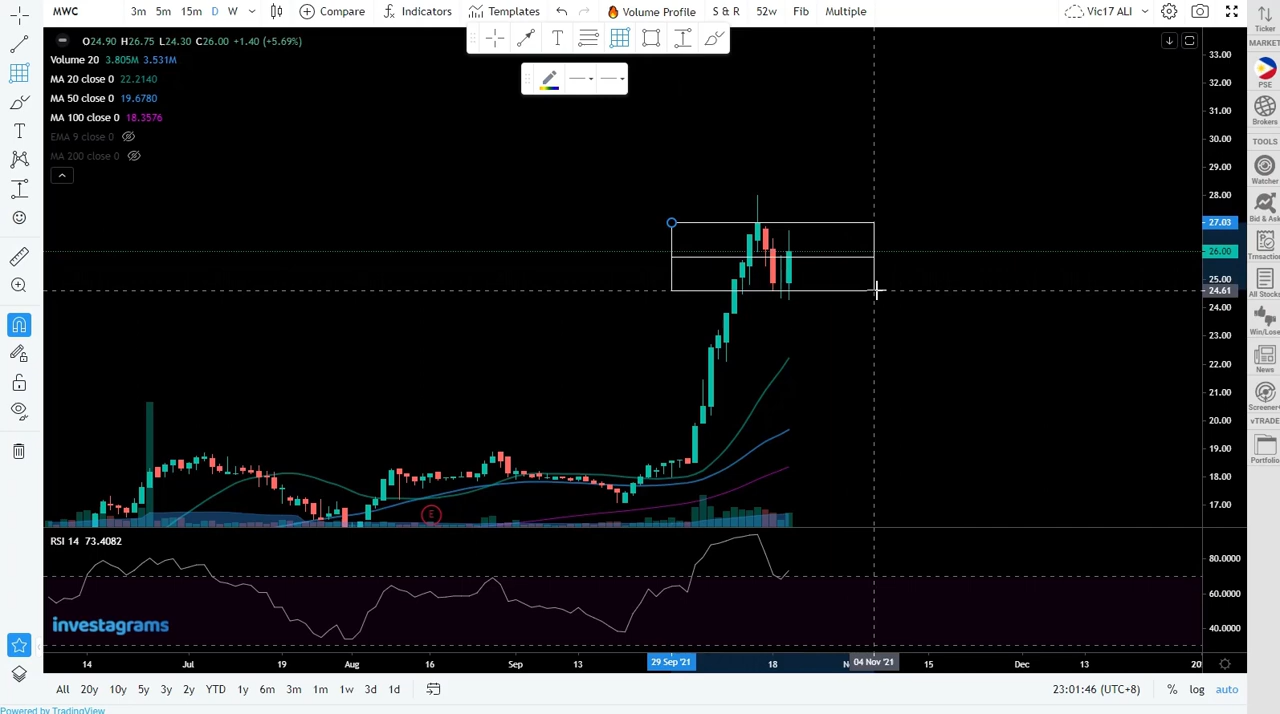 MWC 3m 5m 15m D W Compare Indicators Templates Volume Profile S & R 52w Fib Multiple Vic17 ALI
O24.90 H26.75 L24.30 C26.00 +1.40 (+5.69%)
Volume 20 3.805M 3.531M
MA 20 close 0 22.2140
MA 50 close 0 19.6780
MA 100 close 0 18.3576
EMA 9 close 0
MA 200 close 0
33.00
32.00
31.00
30.00
29.00
28.00
27.03
26.00
25.00
24.61
24.00
23.00
22.00
21.00
20.00
19.00
18.00
17.00
E
RSI 14 73.4082
80.0000
60.0000
40.0000
investagrams
14 Jul 19 Aug 16 Sep 13 29 Sep '21 18 04 Nov '21 15 Dec 13
All 20y 10y 5y 3y 2y YTD 1y 6m 3m 1m 1w 3d 1d 23:01:46 (UTC+8) % log auto
Powered by TradingView
Ticker
MARKET
PSE
Brokers
TOOLS
Watcher
Bid & Ask
All Stocks
Win/Lose
News
vTRADE
Portfolio